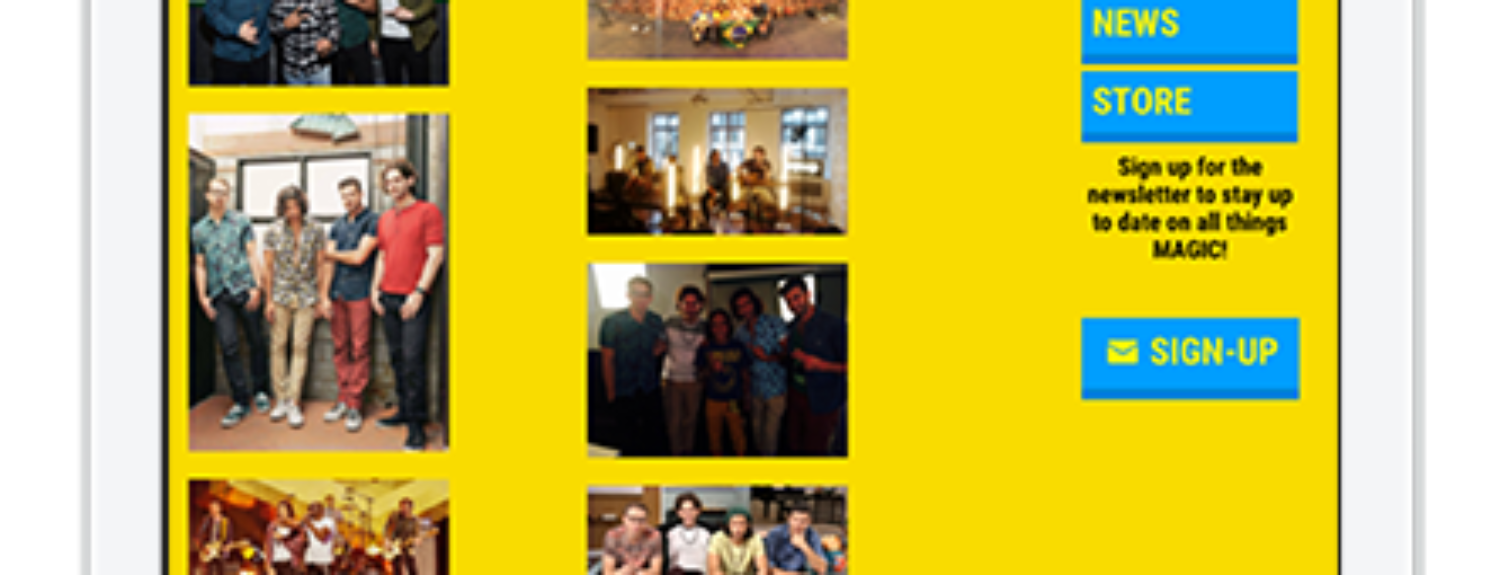 NEWS
STORE
Sign up for the
newsletter to stay up
to date on all things
MAGIC!
SIGN-UP